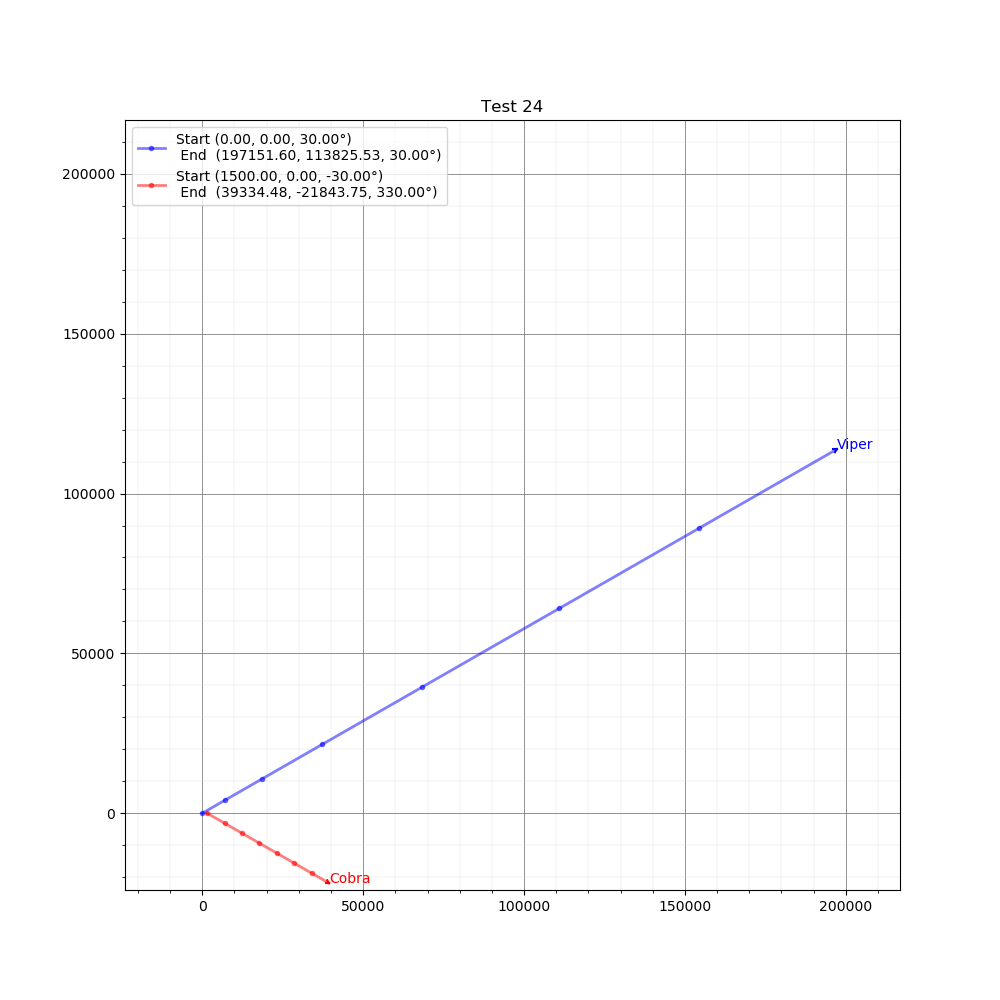 Test 24
Start (0.00, 0.00, 30.00°)
End  (197151.60, 113825.53, 30.00°)
Start (1500.00, 0.00, -30.00°)
End  (39334.48, -21843.75, 330.00°)
200000
150000
100000
50000
0
Viper
Cobra
0
50000
100000
150000
200000